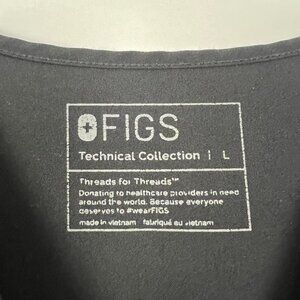 FIGS
Technical Collection | L
Threads for Threads™
Donating to healthcare providers in need
around the world. Because everyone
deserves to #wearFIGS
made in vietnam fabriqué au vietnam